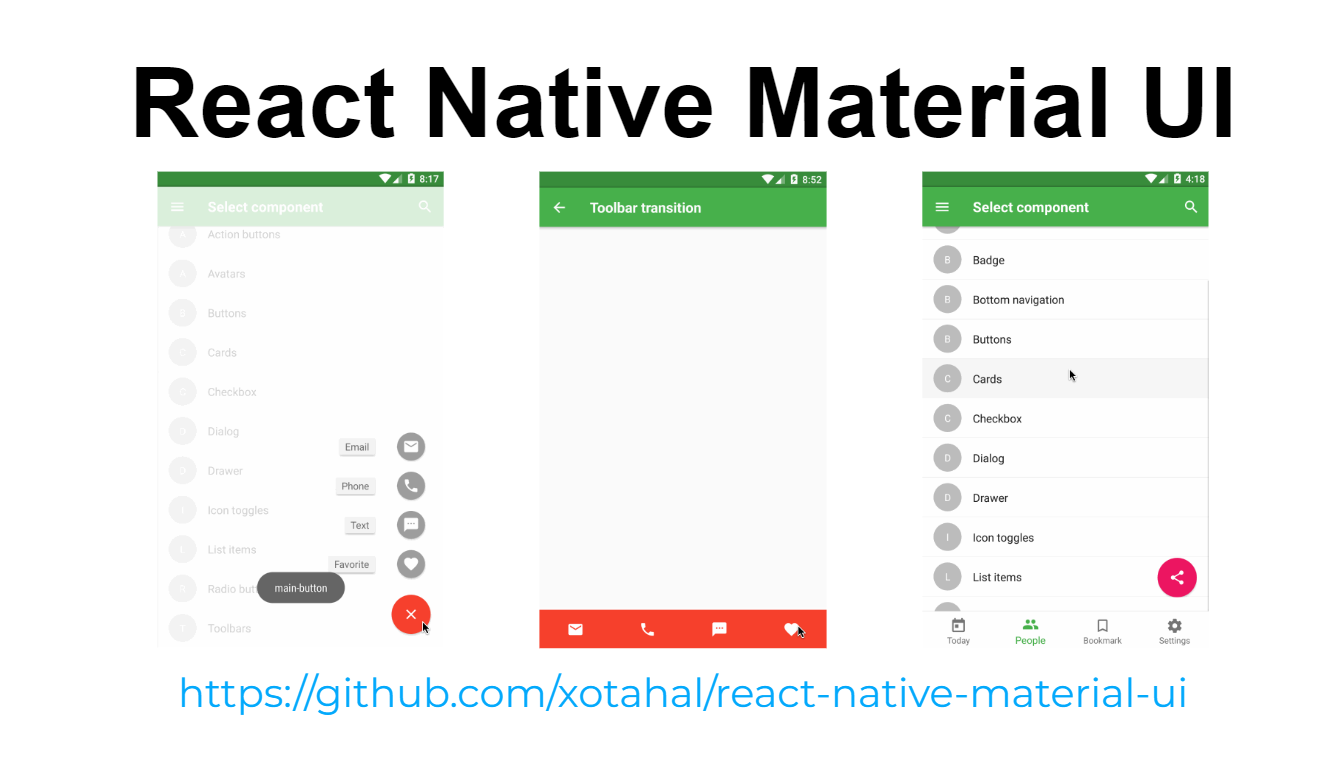 React Native Material UI
8:17
Select component
Action buttons
A
Avatars
Buttons
Cards
Checkbox
Dialog
Email
Drawer
Phone
Icon toggles
Text
List items
Favorite
Radio but
main-button
Toolbars
8:52
Toolbar transition
4:18
Select component
B Badge
B Bottom navigation
B Buttons
C Cards
C Checkbox
D Dialog
D Drawer
I Icon toggles
L List items
Today People Bookmark Settings
https://github.com/xotahal/react-native-material-ui